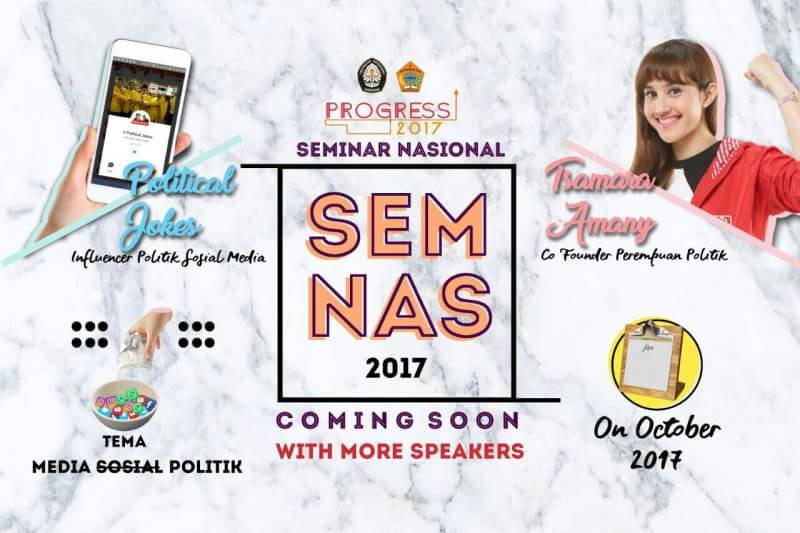 PROGRESS
2017
SEMINAR NASIONAL
Political
Jokes
Influencer Politik Sosial Media
Tsamara
Amany
Co Founder Perempuan Politik
SEM
NAS
2017
TEMA
MEDIA SOSIAL POLITIK
COMING SOON
WITH MORE SPEAKERS
On October
2017